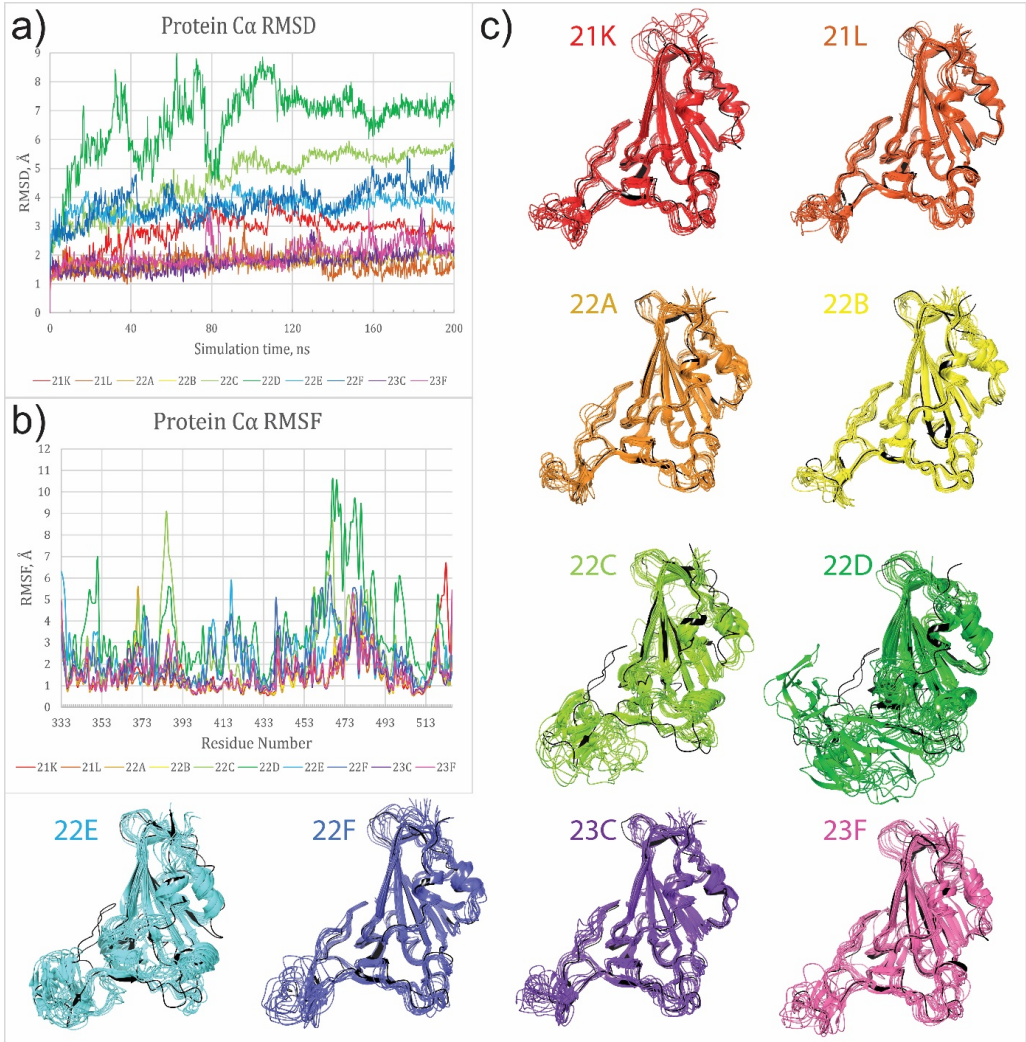 a)
Protein Cα RMSD
RMSD, Å
9
8
7
6
5
4
3
2
1
0
0 40 80 120 160 200
Simulation time, ns
21K 21L 22A 22B 22C 22D 22E 22F 23C 23F
b)
Protein Cα RMSF
RMSF, Å
12
11
10
9
8
7
6
5
4
3
2
1
0
333 353 373 393 413 433 453 473 493 513
Residue Number
21K 21L 22A 22B 22C 22D 22E 22F 23C 23F
c)
21K 21L
22A 22B
22C 22D
22E 22F 23C 23F